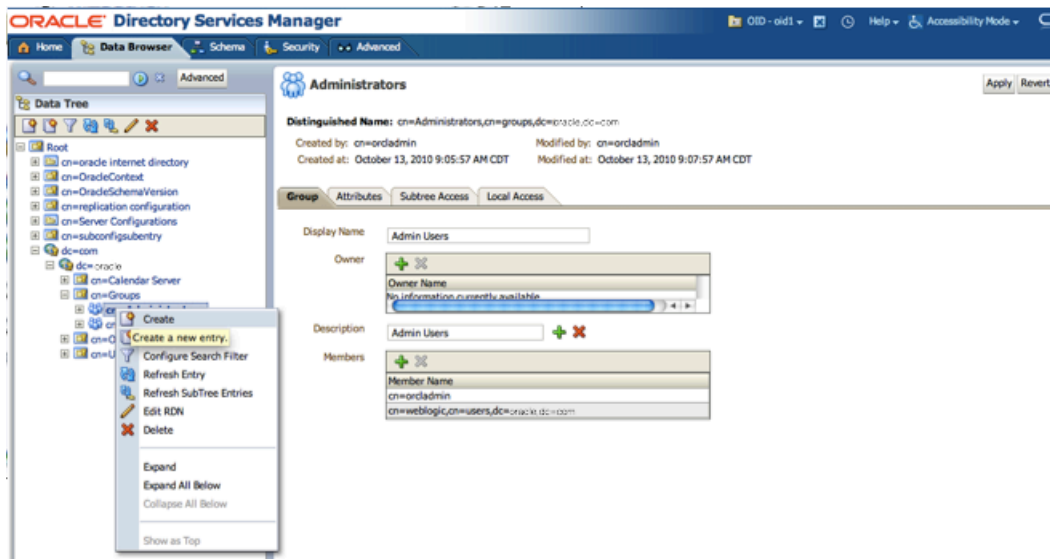 ORACLE Directory Services Manager
OID - oid1
Help
Accessibility Mode
Home
Data Browser
Schema
Security
Advanced
Advanced
Data Tree
Root
cn=oracle internet directory
cn=OracleContext
cn=OracleSchemaVersion
cn=replication configuration
cn=Server Configurations
cn=subconfigsubentry
dc=com
dc=oracle
cn=Calendar Server
cn=Groups
cn=O
cn=U
Create
Create a new entry.
Configure Search Filter
Refresh Entry
Refresh SubTree Entries
Edit RDN
Delete
Expand
Expand All Below
Collapse All Below
Show as Top
Administrators
Apply Revert
Distinguished Name: cn=Administrators,cn=groups,dc=oracle,dc=com
Created by: cn=orcladmin Modified by: cn=orcladmin
Created at: October 13, 2010 9:05:57 AM CDT Modified at: October 13, 2010 9:07:57 AM CDT
Group Attributes Subtree Access Local Access
Display Name Admin Users
Owner
Owner Name
No information currently available
Description Admin Users
Members
Member Name
cn=orcladmin
cn=weblogic,cn=users,dc=oracle,dc=com